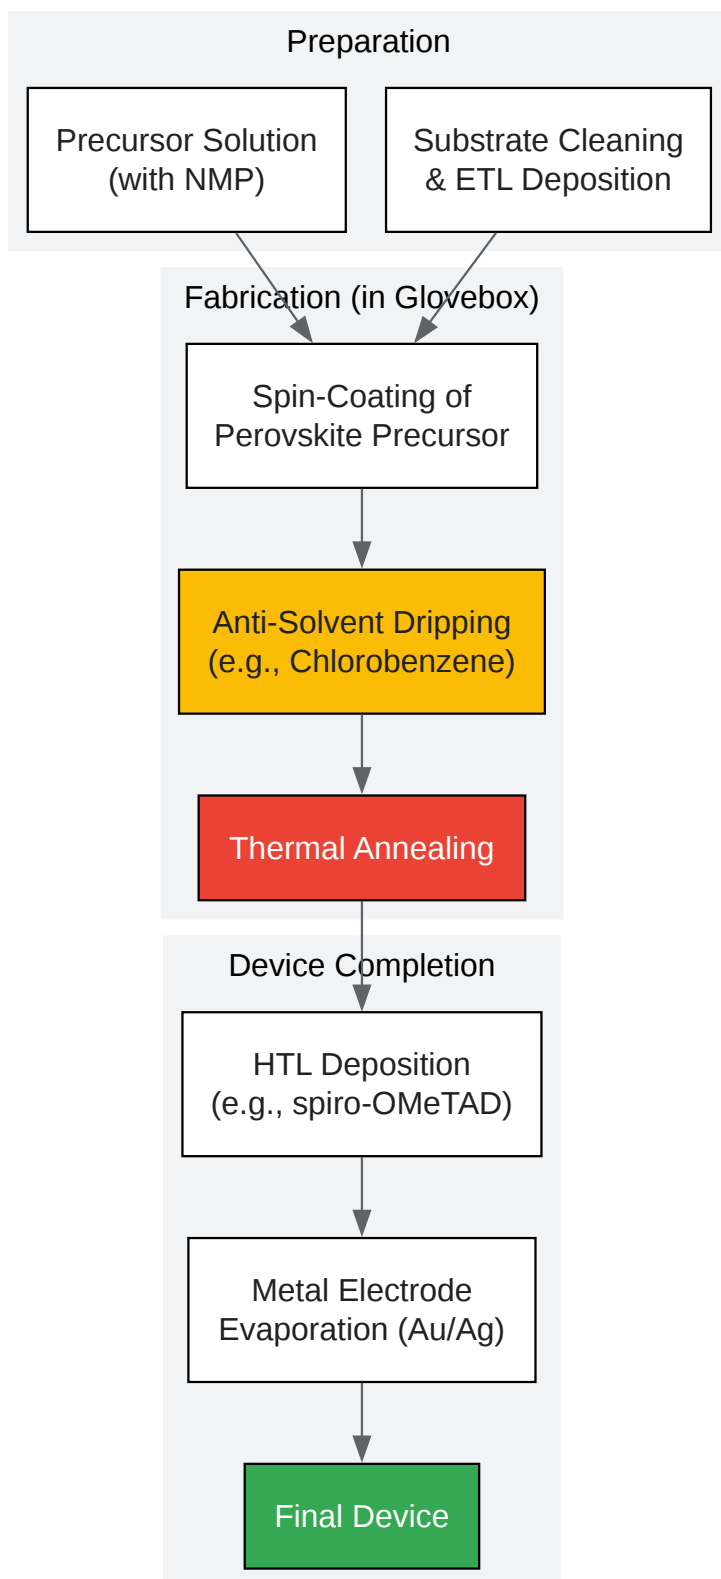 Preparation
Precursor Solution
(with NMP)
Substrate Cleaning
& ETL Deposition
Fabrication (in Glovebox)
Spin-Coating of
Perovskite Precursor
Anti-Solvent Dripping
(e.g., Chlorobenzene)
Thermal Annealing
Device Completion
HTL Deposition
(e.g., spiro-OMeTAD)
Metal Electrode
Evaporation (Au/Ag)
Final Device